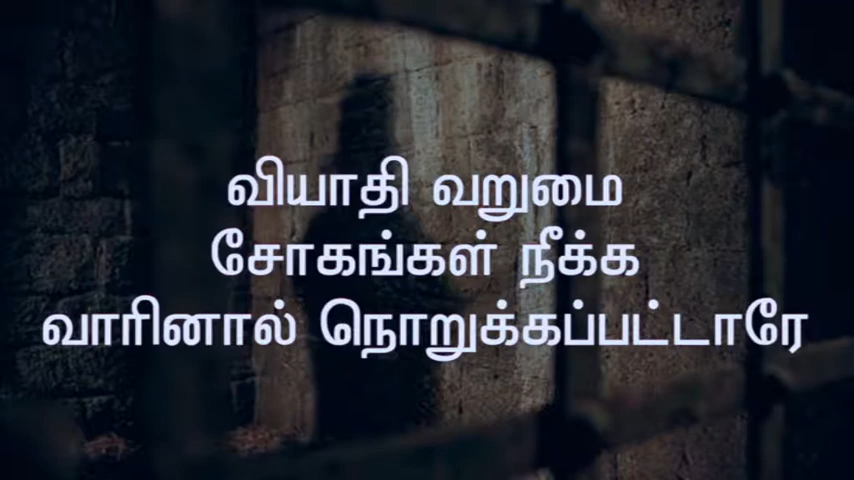 வியாதி வறுமை
சோகங்கள் நீக்க
வாரினால் நொறுக்கப்பட்டாரே